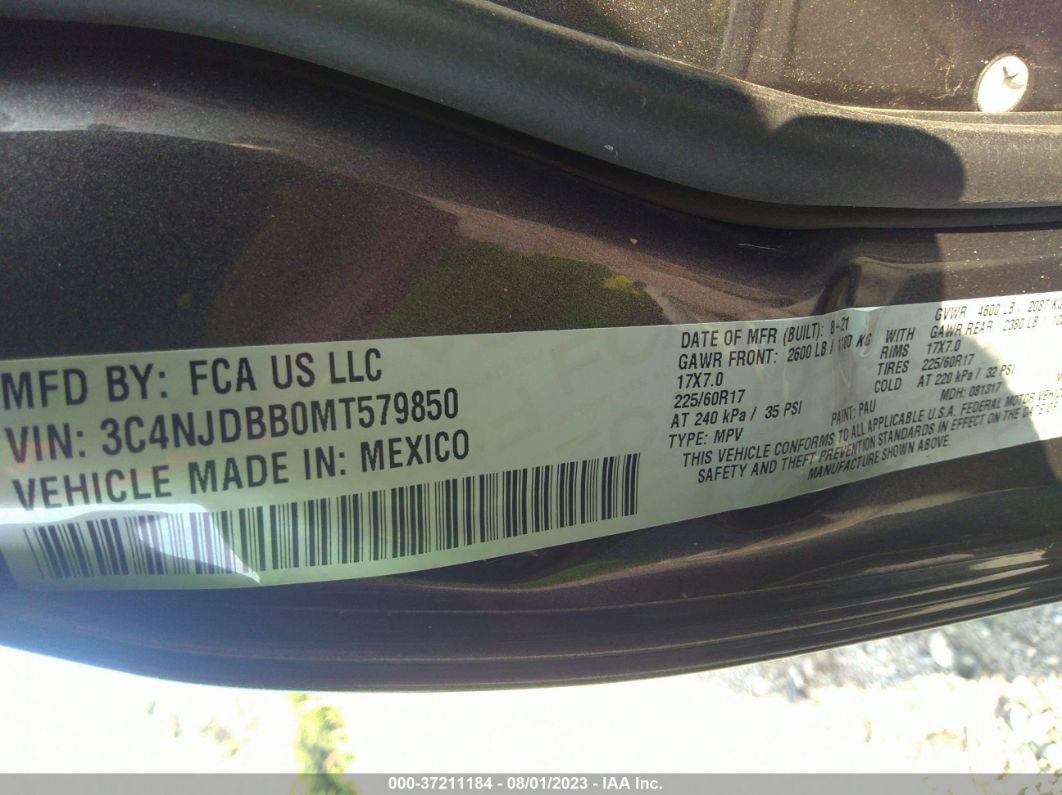 MFD BY: FCA US LLC
VIN: 3C4NJDBB0MT579850
VEHICLE MADE IN: MEXICO
DATE OF MFR (BUILT): 8-21
GAWR FRONT: 2600 LB / 1180 KG
17X7.0
225/60R17
AT 240 kPa / 35 PSI
TYPE: MPV
WITH
RIMS
TIRES
COLD
GVWR 4600 LB
GAWR REAR 2380 LB
17X7.0
225/60R17
AT 220 kPa / 32 PSI
MDH: 081317
PAINT: PAU
THIS VEHICLE CONFORMS TO ALL APPLICABLE U.S.A. FEDERAL MOTOR VEHICLE
SAFETY AND THEFT PREVENTION STANDARDS IN EFFECT ON THE DATE OF
MANUFACTURE SHOWN ABOVE.
000-37211184 - 08/01/2023 - IAA Inc.